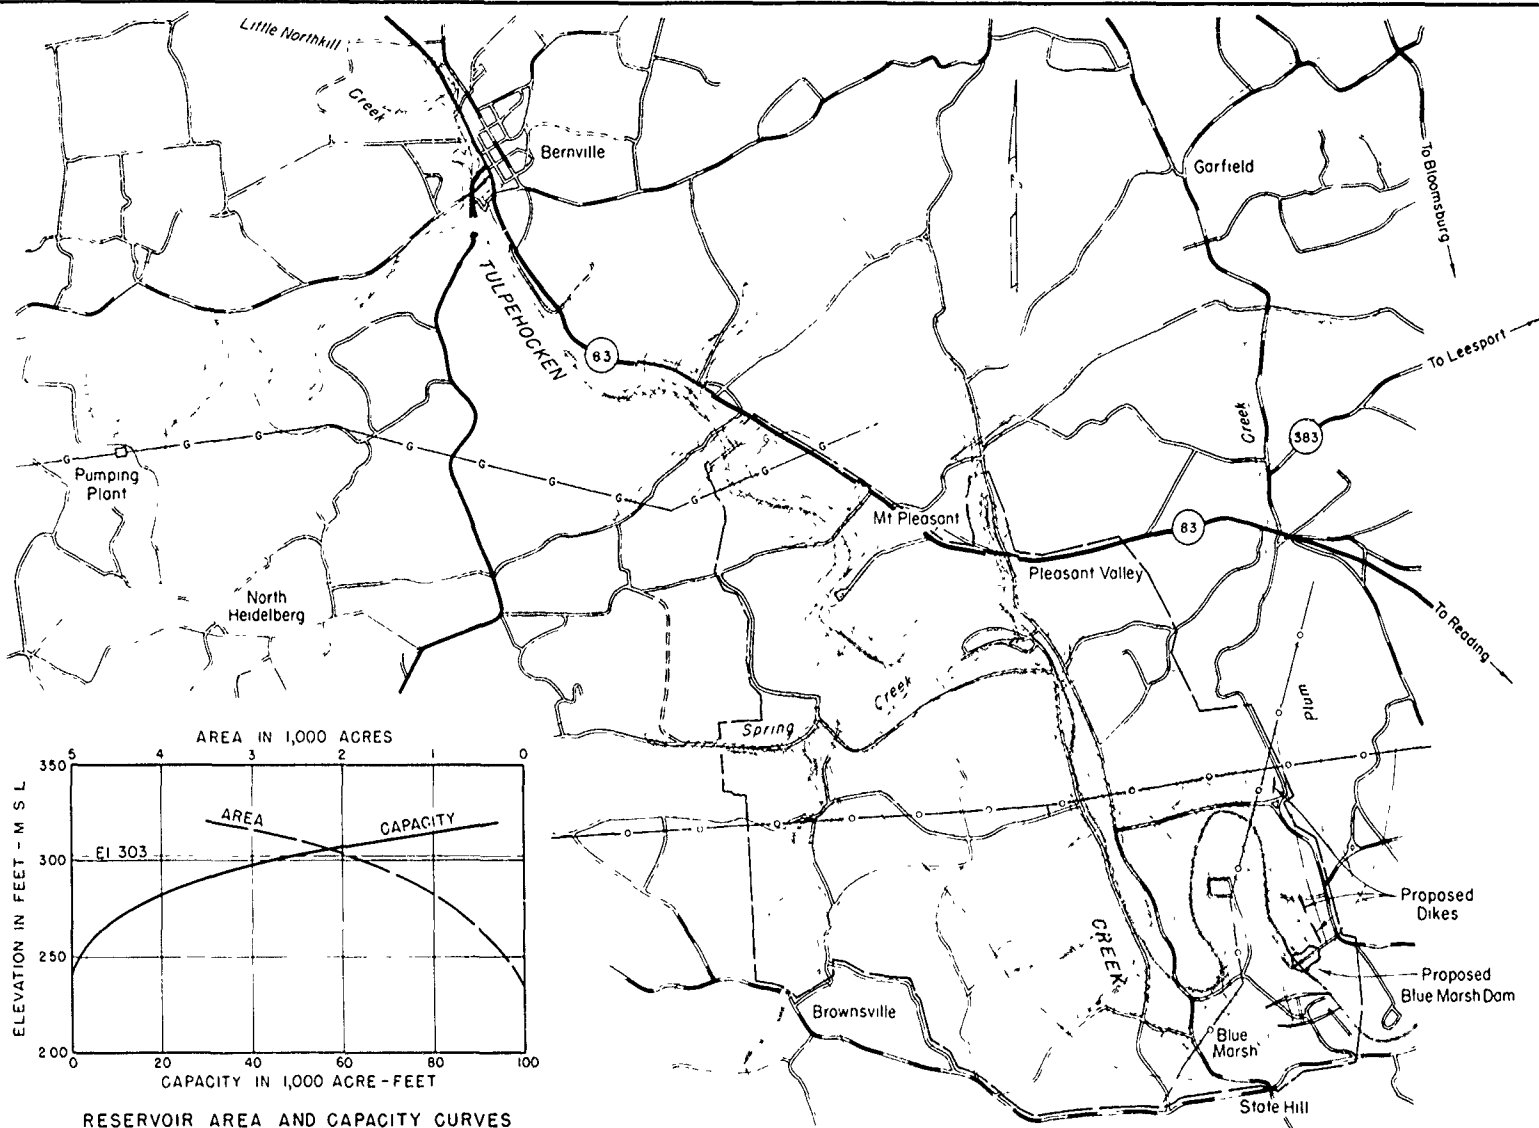 Little Northkill
Creek
Bernville
Garfield
To Bloomsburg
TULPEHOCKEN
83
To Leesport
Creek
383
G
G
G
G
G
G
G
G
G
G
Pumping
Plant
Mt Pleasant
83
Pleasant Valley
North
Heidelberg
To Reading
Creek
Plum
Spring
AREA IN 1,000 ACRES
5 4 3 2 1 0
350
AREA
CAPACITY
El 303
300
250
200
ELEVATION IN FEET - M S L
0 20 40 60 80 100
CAPACITY IN 1,000 ACRE-FEET
RESERVOIR AREA AND CAPACITY CURVES
Proposed
Dikes
CREEK
Proposed
Blue Marsh Dam
Brownsville
Blue
Marsh
State Hill